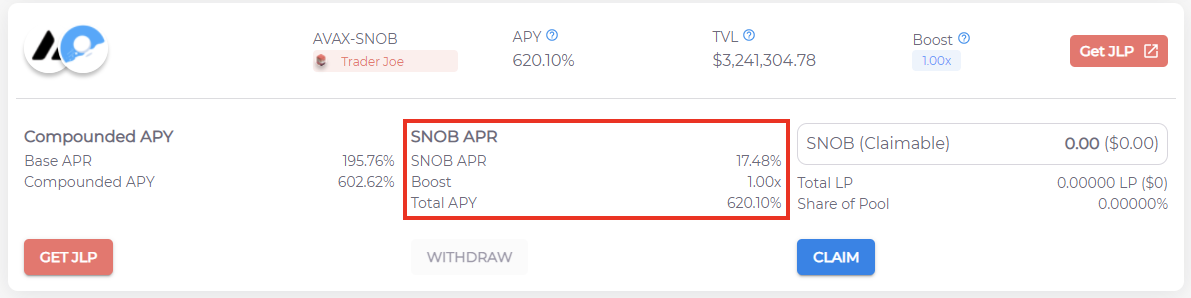 AVAX-SNOB
Trader Joe
APY
620.10%
TVL
$3,241,304.78
Boost
1.00x
Get JLP
Compounded APY
Base APR 195.76%
Compounded APY 602.62%
SNOB APR
SNOB APR 17.48%
Boost 1.00x
Total APY 620.10%
SNOB (Claimable) 0.00 ($0.00)
Total LP 0.00000 LP ($0)
Share of Pool 0.00000%
GET JLP
WITHDRAW
CLAIM